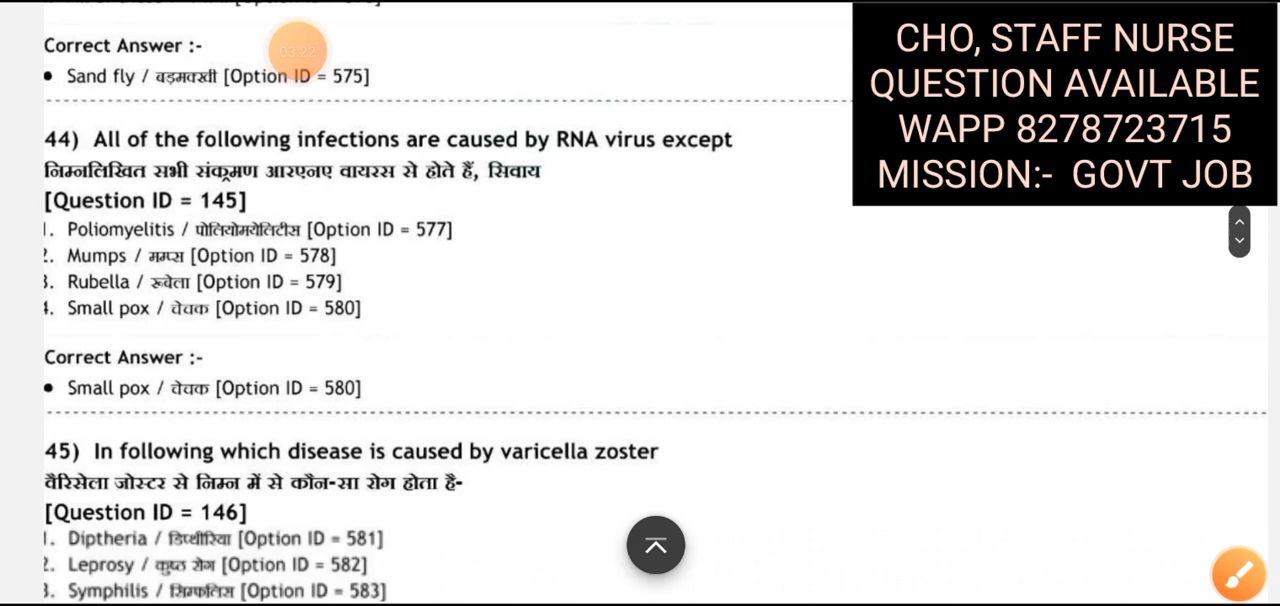 Correct Answer :-
• Sand fly / बड़मक्खी [Option ID = 575]
03:22
CHO, STAFF NURSE
QUESTION AVAILABLE
WAPP 8278723715
MISSION:- GOVT JOB
44) All of the following infections are caused by RNA virus except
निम्नलिखित सभी संक्रमण आरएनए वायरस से होते हैं, सिवाय
[Question ID = 145]
1. Poliomyelitis / पोलियोमयेलिटीस [Option ID = 577]
2. Mumps / मम्प्स [Option ID = 578]
3. Rubella / रूबेला [Option ID = 579]
4. Small pox / चेचक [Option ID = 580]
Correct Answer :-
• Small pox / चेचक [Option ID = 580]
45) In following which disease is caused by varicella zoster
वैरिसेला जोस्टर से निम्न में से कौन-सा रोग होता है-
[Question ID = 146]
1. Diptheria / डिप्थीरिया [Option ID = 581]
2. Leprosy / कुष्ठ रोग [Option ID = 582]
3. Symphilis / सिम्फलिस [Option ID = 583]